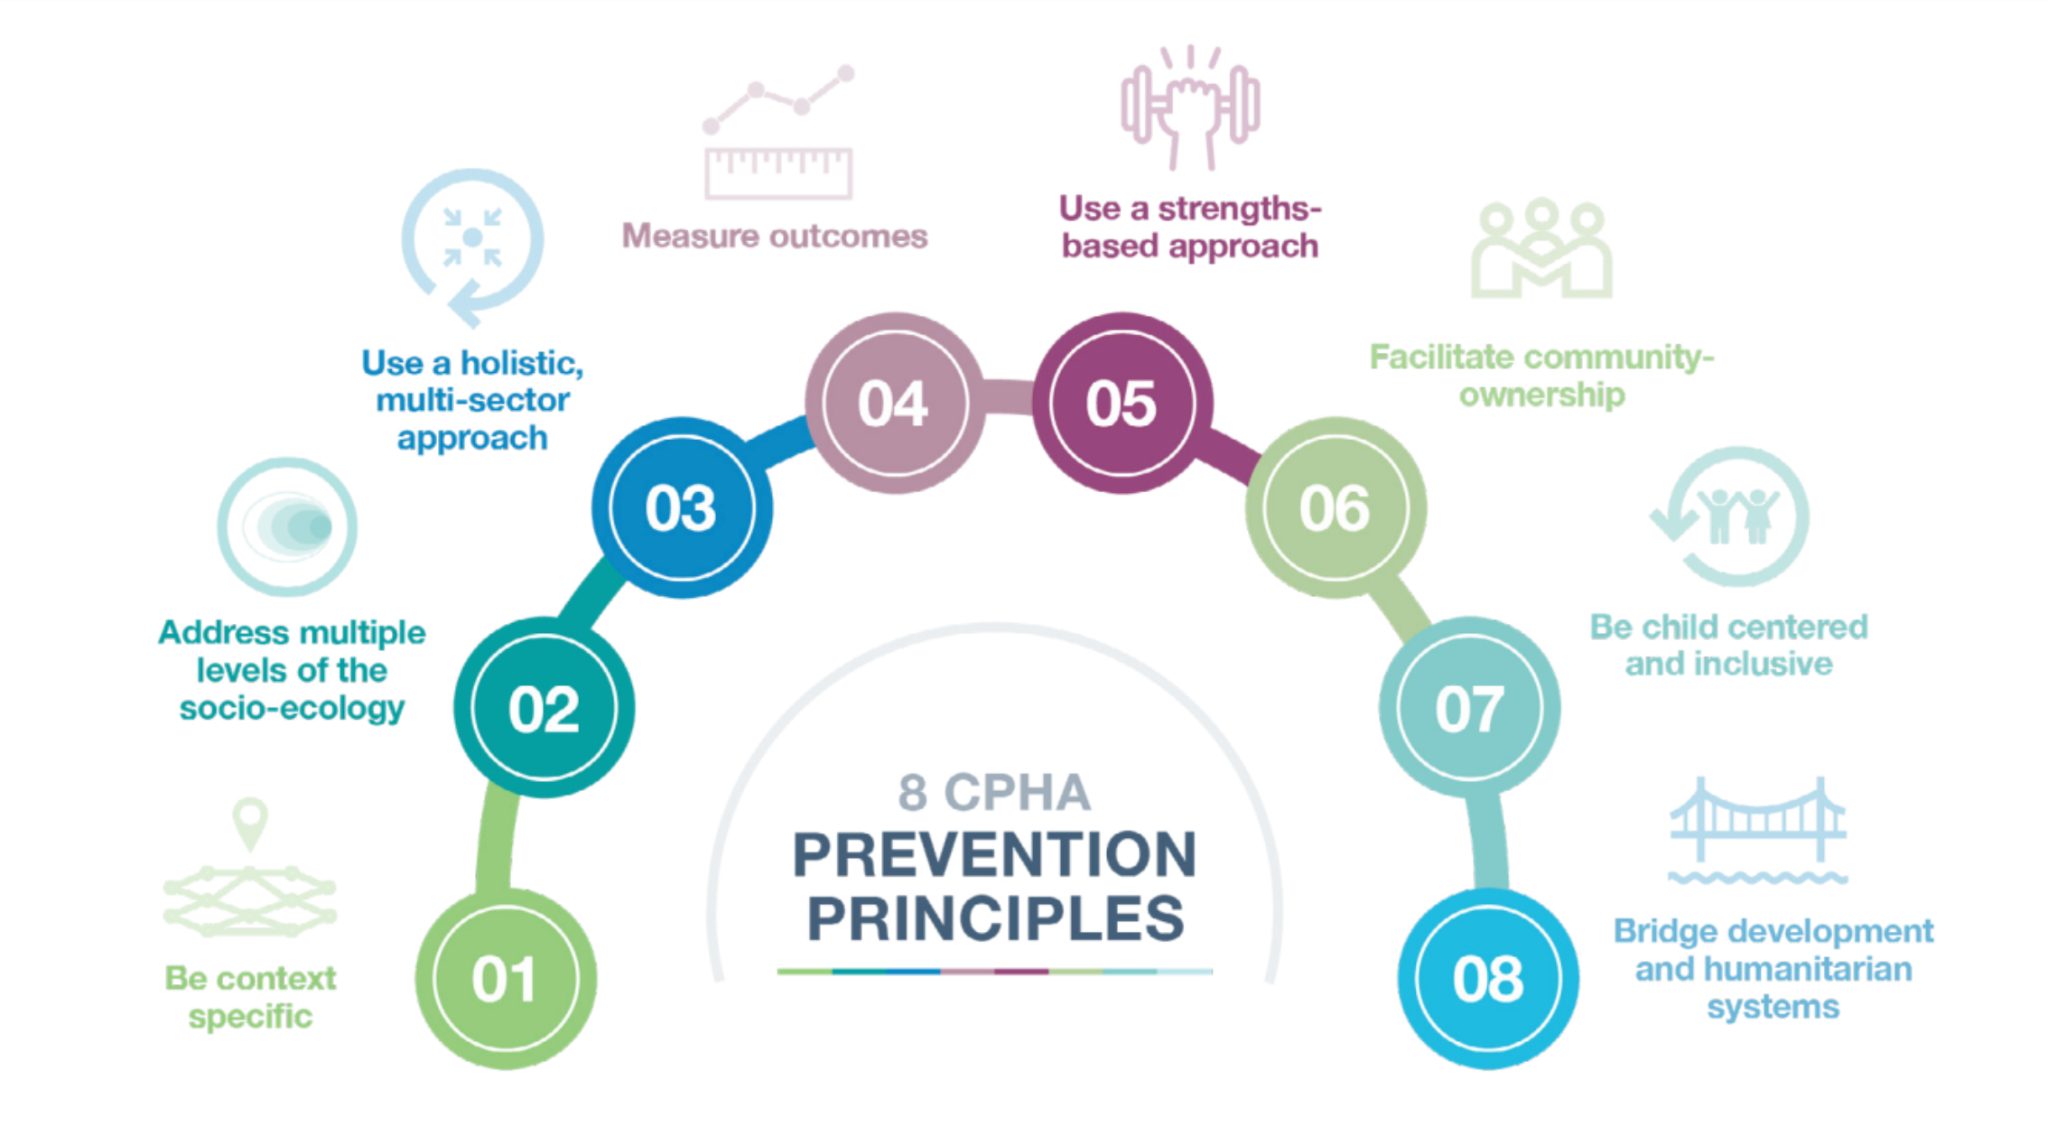 01
Be context
specific
02
Address multiple
levels of the
socio-ecology
03
Use a holistic,
multi-sector
approach
04
Measure outcomes
05
Use a strengths-
based approach
06
Facilitate community-
ownership
07
Be child centered
and inclusive
08
Bridge development
and humanitarian
systems
8 CPHA
PREVENTION
PRINCIPLES